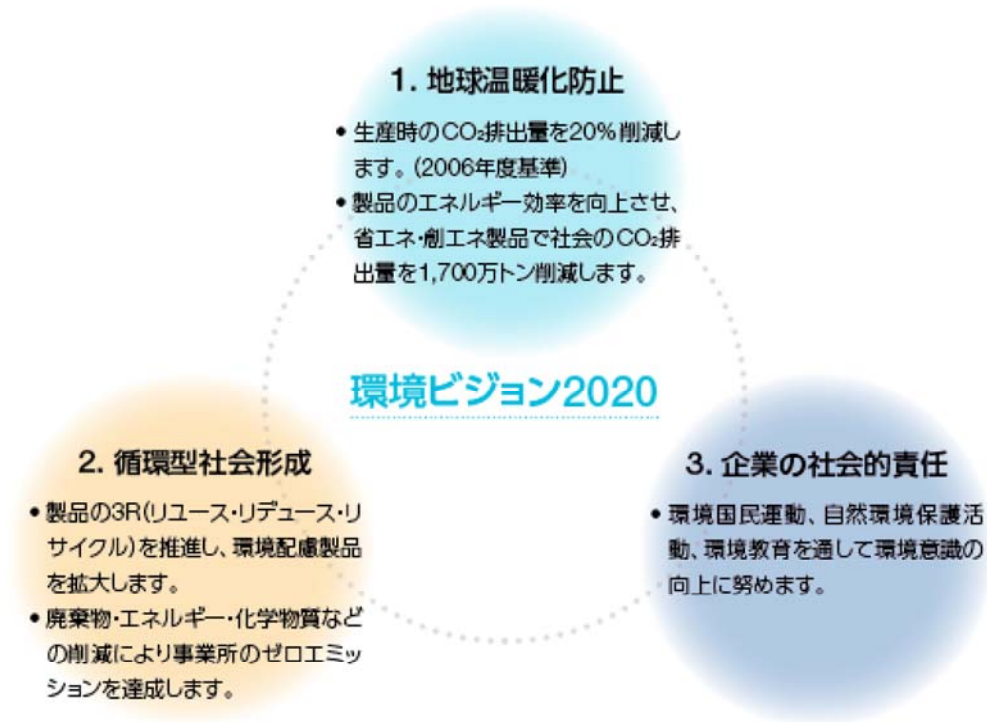 1. 地球温暖化防止
• 生産時のCO₂排出量を20%削減し
ます。(2006年度基準)
• 製品のエネルギー効率を向上させ、
省エネ・創エネ製品で社会のCO₂排
出量を1,700万トン削減します。
環境ビジョン2020
2. 循環型社会形成
• 製品の3R(リユース・リデュース・リ
サイクル)を推進し、環境配慮製品
を拡大します。
• 廃棄物・エネルギー・化学物質など
の削減により事業所のゼロエミッ
ションを達成します。
3. 企業の社会的責任
• 環境国民運動、自然環境保護活
動、環境教育を通して環境意識の
向上に努めます。